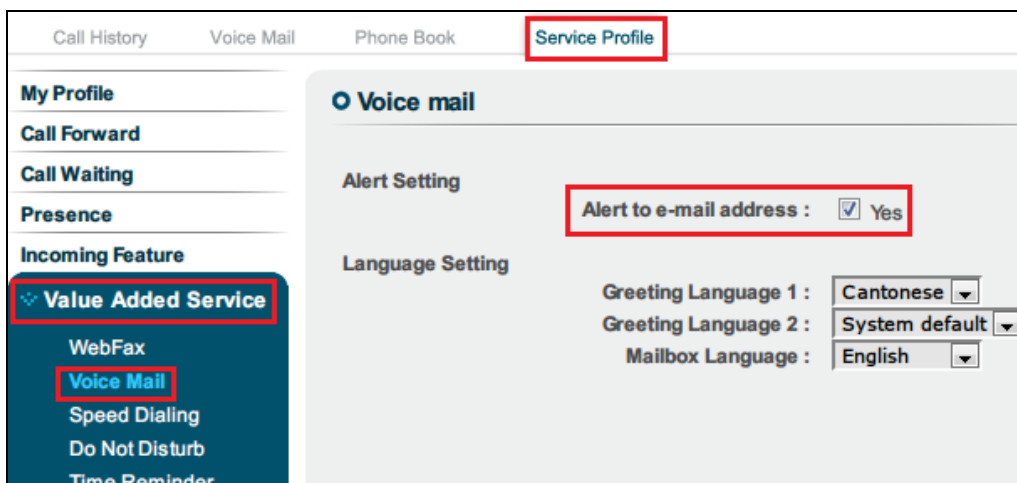 Call History Voice Mail Phone Book Service Profile
My Profile
Call Forward
Call Waiting
Presence
Incoming Feature
Value Added Service
WebFax
Voice Mail
Speed Dialing
Do Not Disturb
Time Reminder
Voice mail
Alert Setting
Alert to e-mail address : Yes
Language Setting
Greeting Language 1 : Cantonese
Greeting Language 2 : System default
Mailbox Language : English